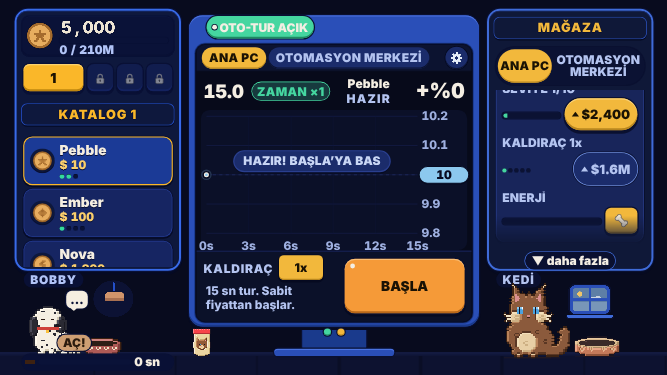 5,000
0 / 210M
1
KATALOG 1
Pebble
$ 10
Ember
$ 100
Nova
BOBBY
AÇ!
0 sn
OTO-TUR AÇIK
ANA PC
OTOMASYON MERKEZİ
15.0
ZAMAN ×1
Pebble
HAZIR
+%0
10.2
10.1
HAZIR! BAŞLA'YA BAS
10
9.9
9.8
0s 3s 6s 9s 12s 15s
KALDIRAÇ
1x
15 sn tur. Sabit
fiyattan başlar.
BAŞLA
MAĞAZA
ANA PC
OTOMASYON
MERKEZİ
$2,400
KALDIRAÇ 1x
$1.6M
ENERJİ
▼ daha fazla
KEDİ